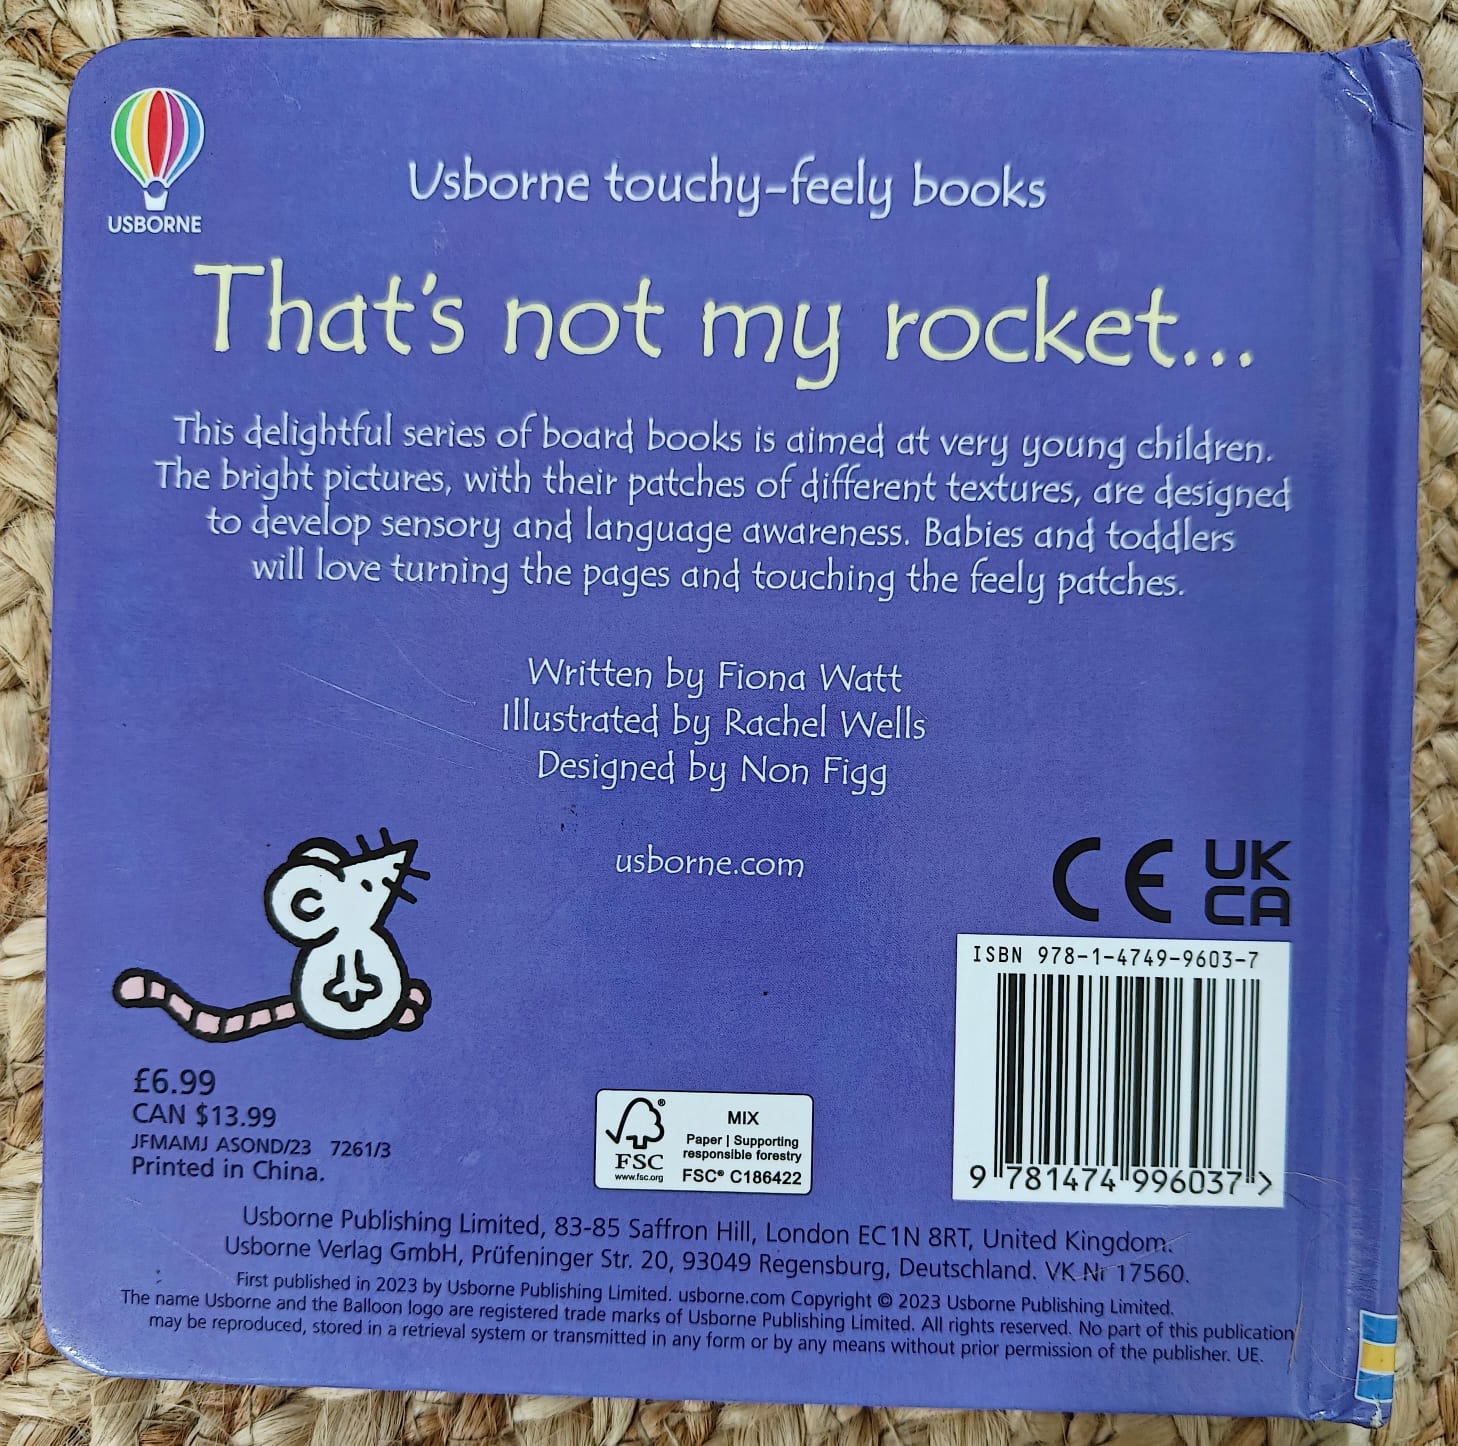 USBORNE
Usborne touchy-feely books
That's not my rocket...
This delightful series of board books is aimed at very young children.
The bright pictures, with their patches of different textures, are designed
to develop sensory and language awareness. Babies and toddlers
will love turning the pages and touching the feely patches.
Written by Fiona Watt
Illustrated by Rachel Wells
Designed by Non Figg
usborne.com
CE
UK
CA
ISBN 978-1-4749-9603-7
9 781474 996037 >
£6.99
CAN $13.99
JFMAMJ ASOND/23 7261/3
Printed in China.
FSC
www.fsc.org
MIX
Paper | Supporting
responsible forestry
FSC® C186422
Usborne Publishing Limited, 83-85 Saffron Hill, London EC1N 8RT, United Kingdom.
Usborne Verlag GmbH, Prüfeninger Str. 20, 93049 Regensburg, Deutschland. VK Nr 17560.
First published in 2023 by Usborne Publishing Limited. usborne.com Copyright © 2023 Usborne Publishing Limited.
The name Usborne and the Balloon logo are registered trade marks of Usborne Publishing Limited. All rights reserved. No part of this publication
may be reproduced, stored in a retrieval system or transmitted in any form or by any means without prior permission of the publisher. UE.